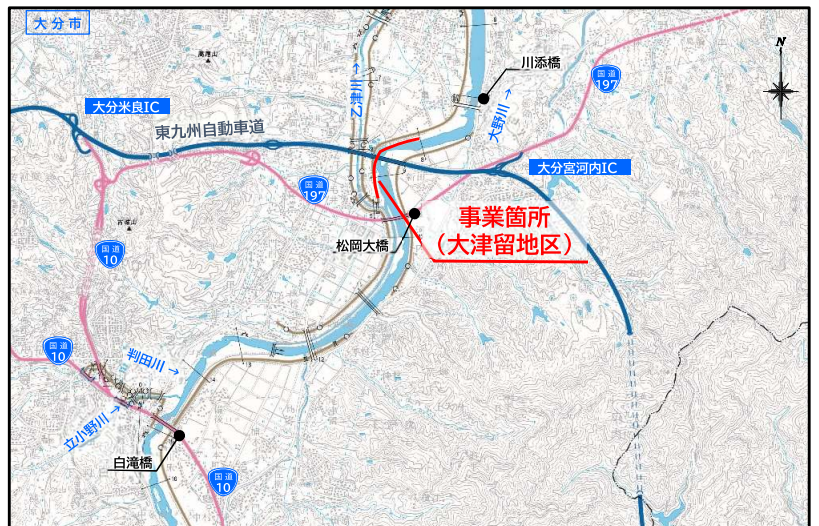 大分市
高尾山
N
川添橋
国道
197
乙津川→
大野川→
大分米良IC
東九州自動車道
大分宮河内IC
国道
197
事業箇所
（大津留地区）
松岡大橋
国道
10
国道
10
判田川→
立小野川→
白滝橋
国道
10